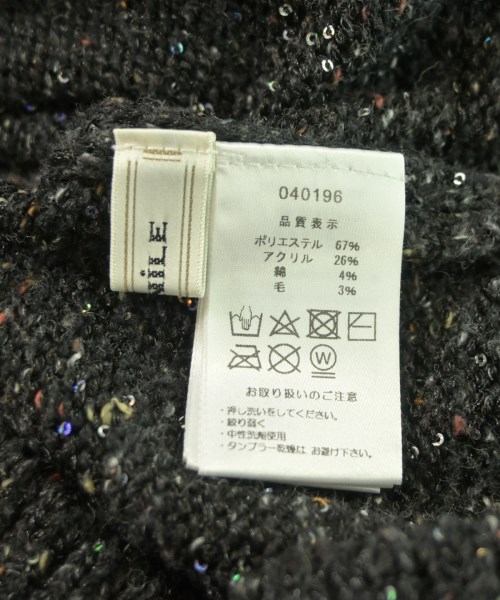 040196
品質表示
ポリエステル 67%
アクリル 26%
綿 4%
毛 3%
W
お取り扱いのご注意
・押し洗いをしてください。
・絞り弱く
・中性洗剤使用
・タンブラー乾燥は お避け下さい。